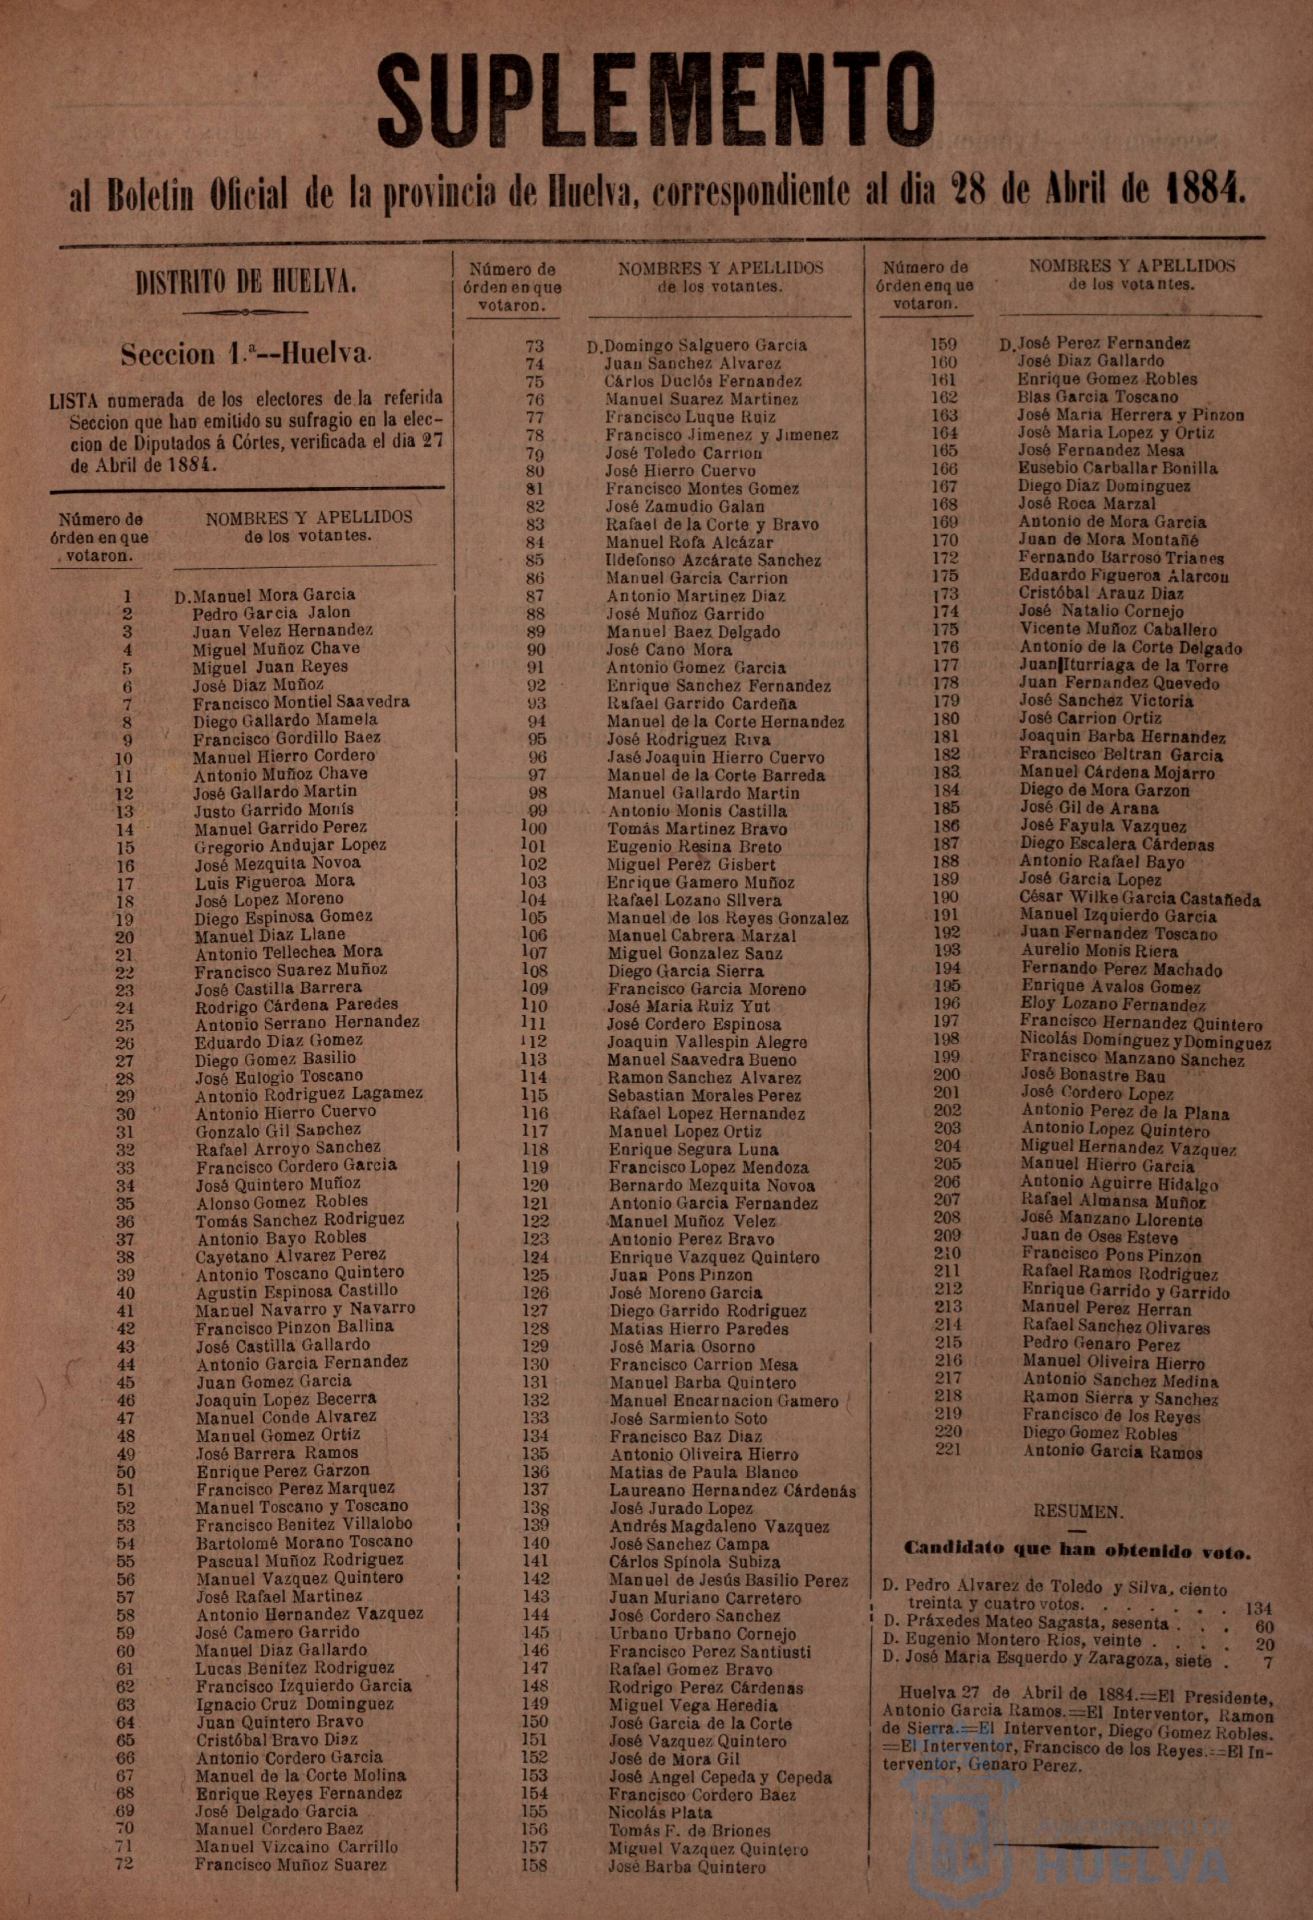 SUPLEMENTO
al Boletin Oficial de la provincia de Huelva, correspondiente al dia 28 de Abril de 1884.
DISTRITO DE HUELVA.
Seccion 1.ª--Huelva.
LISTA numerada de los electores de la referida
Seccion que han emitido su sufragio en la elec-
cion de Diputados á Córtes, verificada el dia 27
de Abril de 1884.
Número de
órden en que
votaron.
NOMBRES Y APELLIDOS
de los votantes.
1 D. Manuel Mora Garcia
2 Pedro Garcia Jalon
3 Juan Velez Hernandez
4 Miguel Muñoz Chave
5 Miguel Juan Reyes
6 José Diaz Muñoz
7 Francisco Montiel Saavedra
8 Diego Gallardo Mamela
9 Francisco Gordillo Baez
10 Manuel Hierro Cordero
11 Antonio Muñoz Chave
12 José Gallardo Martin
13 Justo Garrido Monís
14 Manuel Garrido Perez
15 Gregorio Andujar Lopez
16 José Mezquita Novoa
17 Luis Figueroa Mora
18 José Lopez Moreno
19 Diego Espinosa Gomez
20 Manuel Diaz Llane
21 Antonio Tellechea Mora
22 Francisco Suarez Muñoz
23 José Castilla Barrera
24 Rodrigo Cárdena Paredes
25 Antonio Serrano Hernandez
26 Eduardo Diaz Gomez
27 Diego Gomez Basilio
28 José Eulogio Toscano
29 Antonio Rodriguez Lagamez
30 Antonio Hierro Cuervo
31 Gonzalo Gil Sanchez
32 Rafael Arroyo Sanchez
33 Francisco Cordero Garcia
34 José Quintero Muñoz
35 Alonso Gomez Robles
36 Tomás Sanchez Rodriguez
37 Antonio Bayo Robles
38 Cayetano Alvarez Perez
39 Antonio Toscano Quintero
40 Agustin Espinosa Castillo
41 Manuel Navarro y Navarro
42 Francisco Pinzon Ballina
43 José Castilla Gallardo
44 Antonio Garcia Fernandez
45 Juan Gomez Garcia
46 Joaquin Lopez Becerra
47 Manuel Conde Alvarez
48 Manuel Gomez Ortiz
49 José Barrera Ramos
50 Enrique Perez Garzon
51 Francisco Perez Marquez
52 Manuel Toscano y Toscano
53 Francisco Benitez Villalobo
54 Bartolomé Morano Toscano
55 Pascual Muñoz Rodriguez
56 Manuel Vazquez Quintero
57 José Rafael Martinez
58 Antonio Hernandez Vazquez
59 José Camero Garrido
60 Manuel Diaz Gallardo
61 Lucas Benitez Rodriguez
62 Francisco Izquierdo Garcia
63 Ignacio Cruz Dominguez
64 Juan Quintero Bravo
65 Cristóbal Bravo Diaz
66 Antonio Cordero Garcia
67 Manuel de la Corte Molina
68 Enrique Reyes Fernandez
69 José Delgado Garcia
70 Manuel Cordero Baez
71 Manuel Vizcaino Carrillo
72 Francisco Muñoz Suarez
Número de
órden en que
votaron.
NOMBRES Y APELLIDOS
de los votantes.
73 D. Domingo Salguero Garcia
74 Juan Sanchez Alvarez
75 Cárlos Duclós Fernandez
76 Manuel Suarez Martinez
77 Francisco Luque Ruiz
78 Francisco Jimenez y Jimenez
79 José Toledo Carrion
80 José Hierro Cuervo
81 Francisco Montes Gomez
82 José Zamudio Galan
83 Rafael de la Corte y Bravo
84 Manuel Rofa Alcázar
85 Ildefonso Azcárate Sanchez
86 Manuel Garcia Carrion
87 Antonio Martinez Diaz
88 José Muñoz Garrido
89 Manuel Baez Delgado
90 José Cano Mora
91 Antonio Gomez Garcia
92 Enrique Sanchez Fernandez
93 Rafael Garrido Cardeña
94 Manuel de la Corte Hernandez
95 José Rodriguez Riva
96 Jasé Joaquin Hierro Cuervo
97 Manuel de la Corte Barreda
98 Manuel Gallardo Martin
99 Antonio Monis Castilla
100 Tomás Martinez Bravo
101 Eugenio Resina Breto
102 Miguel Perez Gisbert
103 Enrique Gamero Muñoz
104 Rafael Lozano Silvera
105 Manuel de los Reyes Gonzalez
106 Manuel Cabrera Marzal
107 Miguel Gonzalez Sanz
108 Diego Garcia Sierra
109 Francisco Garcia Moreno
110 José Maria Ruiz Ynt
111 José Cordero Espinosa
112 Joaquin Vallespin Alegre
113 Manuel Saavedra Bueno
114 Ramon Sanchez Alvarez
115 Sebastian Morales Perez
116 Rafael Lopez Hernandez
117 Manuel Lopez Ortiz
118 Enrique Segura Luna
119 Francisco Lopez Mendoza
120 Bernardo Mezquita Novoa
121 Antonio Garcia Fernandez
122 Manuel Muñoz Velez
123 Antonio Perez Bravo
124 Enrique Vazquez Quintero
125 Juan Pons Pinzon
126 José Moreno Garcia
127 Diego Garrido Rodriguez
128 Matias Hierro Paredes
129 José Maria Osorno
130 Francisco Carrion Mesa
131 Manuel Barba Quintero
132 Manuel Encarnacion Gamero
133 José Sarmiento Soto
134 Francisco Baz Diaz
135 Antonio Oliveira Hierro
136 Matias de Paula Blanco
137 Laureano Hernandez Cárdenás
138 José Jurado Lopez
139 Andrés Magdaleno Vazquez
140 José Sanchez Campa
141 Cárlos Spínola Subiza
142 Manuel de Jesús Basilio Perez
143 Juan Muriano Carretero
144 José Cordero Sanchez
145 Urbano Urbano Cornejo
146 Francisco Perez Santiusti
147 Rafael Gomez Bravo
148 Rodrigo Perez Cárdenas
149 Miguel Vega Heredia
150 José Garcia de la Corte
151 José Vazquez Quintero
152 José de Mora Gil
153 José Angel Cepeda y Cepeda
154 Francisco Cordero Baez
155 Nicolás Plata
156 Tomás F. de Briones
157 Miguel Vazquez Quintero
158 José Barba Quintero
Número de
órden enq ue
votaron.
NOMBRES Y APELLIDOS
de los votantes.
159 D. José Perez Fernandez
160 José Diaz Gallardo
161 Enrique Gomez Robles
162 Blas Garcia Toscano
163 José Maria Herrera y Pinzon
164 José Maria Lopez y Ortiz
165 José Fernandez Mesa
166 Eusebio Carballar Bonilla
167 Diego Diaz Dominguez
168 José Roca Marzal
169 Antonio de Mora Garcia
170 Juan de Mora Montañé
172 Fernando Barroso Trianes
175 Eduardo Figueroa Alarcon
173 Cristóbal Arauz Diaz
174 José Natalio Cornejo
175 Vicente Muñoz Caballero
176 Antonio de la Corte Delgado
177 Juan Iturriaga de la Torre
178 Juan Fernandez Quevedo
179 José Sanchez Victoria
180 José Carrion Ortiz
181 Joaquin Barba Hernandez
182 Francisco Beltran Garcia
183 Manuel Cárdena Mojarro
184 Diego de Mora Garzon
185 José Gil de Arana
186 José Fayula Vazquez
187 Diego Escalera Cárdenas
188 Antonio Rafael Bayo
189 José Garcia Lopez
190 César Wilke Garcia Castañeda
191 Manuel Izquierdo Garcia
192 Juan Fernandez Toscano
193 Aurelio Monis Riera
194 Fernando Perez Machado
195 Enrique Avalos Gomez
196 Eloy Lozano Fernandez
197 Francisco Hernandez Quintero
198 Nicolás Dominguez y Dominguez
199 Francisco Manzano Sanchez
200 José Bonastre Bau
201 José Cordero Lopez
202 Antonio Perez de la Plana
203 Antonio Lopez Quintero
204 Miguel Hernandez Vazquez
205 Manuel Hierro Garcia
206 Antonio Aguirre Hidalgo
207 Rafael Almansa Muñoz
208 José Manzano Llorente
209 Juan de Oses Esteve
210 Francisco Pons Pinzon
211 Rafael Ramos Rodriguez
212 Enrique Garrido y Garrido
213 Manuel Perez Herran
214 Rafael Sanchez Olivares
215 Pedro Genaro Perez
216 Manuel Oliveira Hierro
217 Antonio Sanchez Medina
218 Ramon Sierra y Sanchez
219 Francisco de los Reyes
220 Diego Gomez Robles
221 Antonio Garcia Ramos
RESUMEN.
Candidato que han obtenido voto.
D. Pedro Alvarez de Toledo y Silva, ciento
treinta y cuatro votos. . . . . . . 134
D. Práxedes Mateo Sagasta, sesenta . . . 60
D. Eugenio Montero Rios, veinte . . . . 20
D. José Maria Esquerdo y Zaragoza, siete . 7
Huelva 27 de Abril de 1884.=El Presidente,
Antonio Garcia Ramos.=El Interventor, Ramon
de Sierra.=El Interventor, Diego Gomez Robles.
=El Interventor, Francisco de los Reyes.=El In-
terventor, Genaro Perez.
AYUNTAMIENTO DE
HUELVA